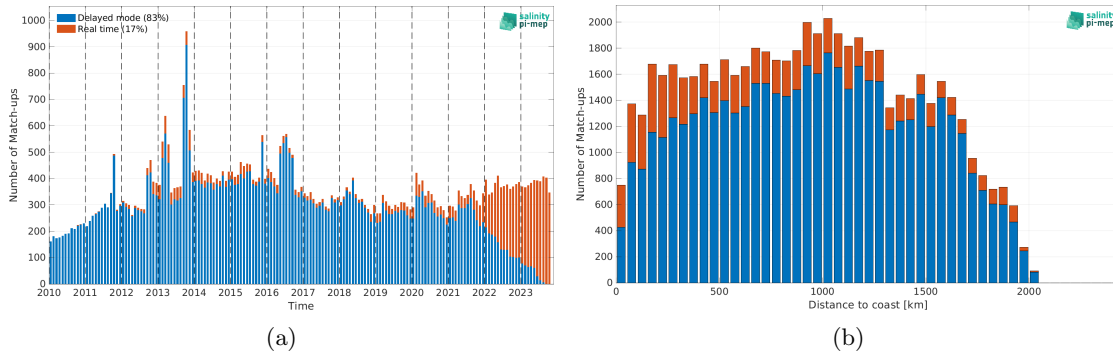 Delayed mode (83%)
Real time (17%)
salinity
pi-mep
1000
900
800
700
600
500
400
300
200
100
0
Number of Match-ups
2010 2011 2012 2013 2014 2015 2016 2017 2018 2019 2020 2021 2022 2023
Time
(a)
salinity
pi-mep
2000
1800
1600
1400
1200
1000
800
600
400
200
0
Number of Match-ups
0 500 1000 1500 2000
Distance to coast [km]
(b)